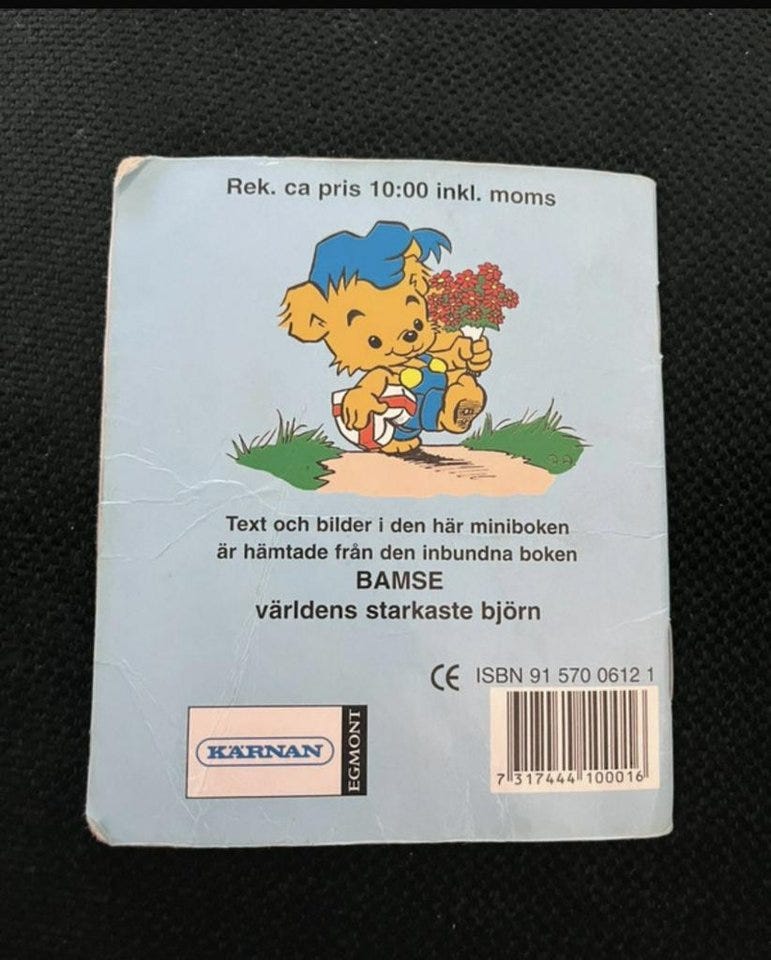 Rek. ca pris 10:00 inkl. moms
Text och bilder i den här miniboken
är hämtade från den inbundna boken
BAMSE
världens starkaste björn
CE ISBN 91 570 0612 1
KÄRNAN
EGMONT
7 317444 100016